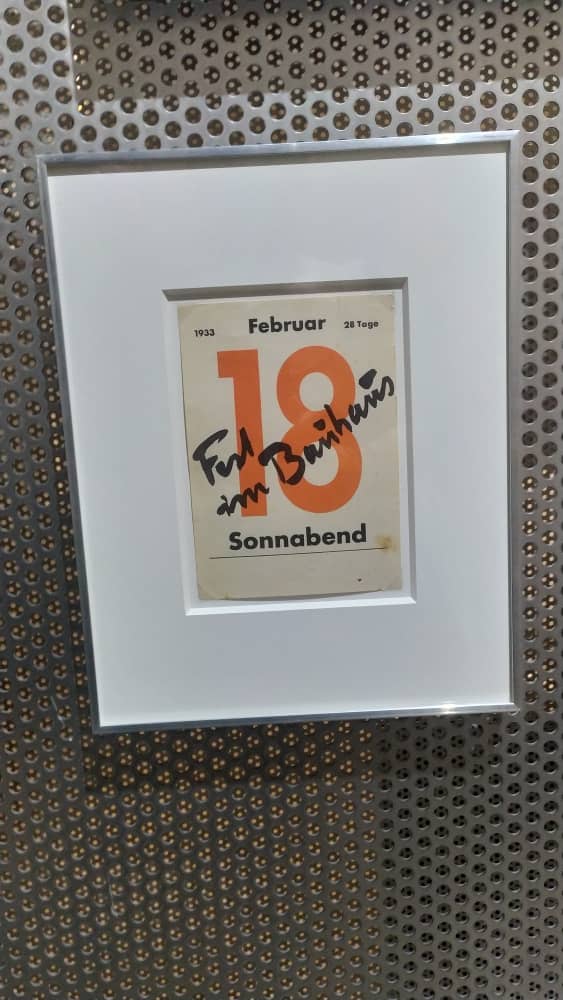 1933 Februar 28 Tage
18
Fest
im Bauhaus
Sonnabend